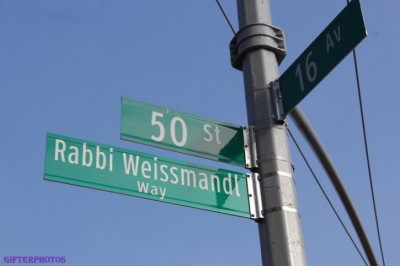 16 Av
50 St
Rabbi Weissmandl
Way
GIFTERPHOTOS